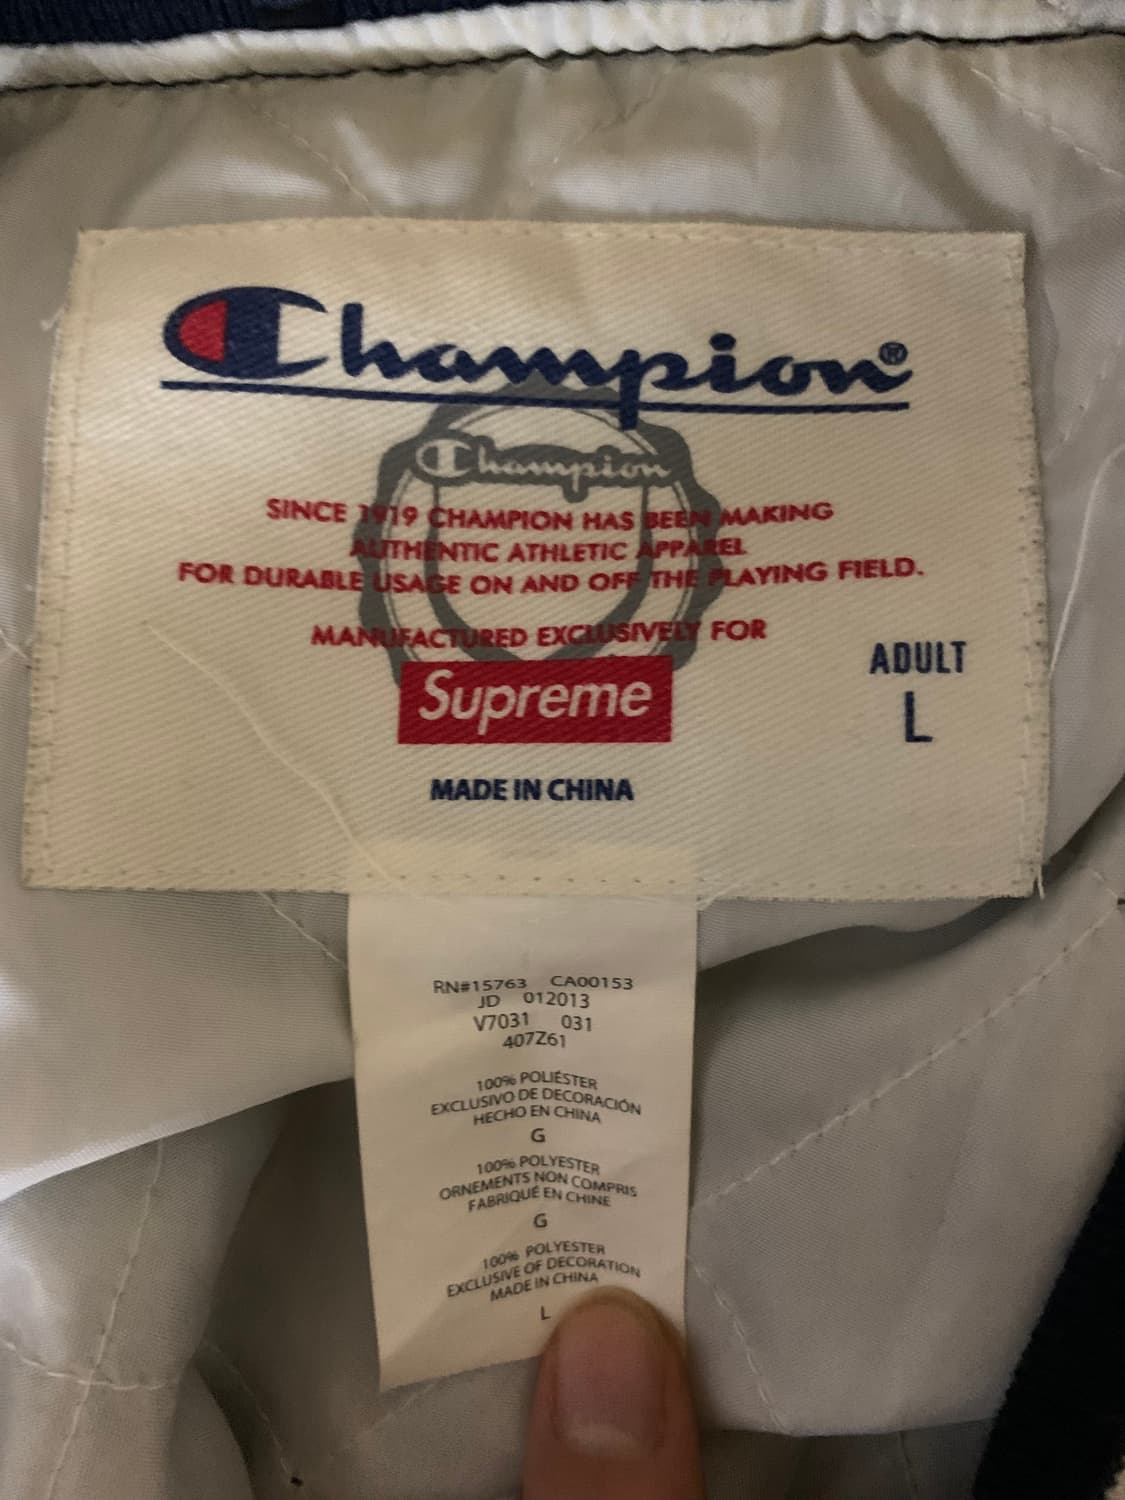 Champion®
Champion
SINCE 1919 CHAMPION HAS BEEN MAKING
AUTHENTIC ATHLETIC APPAREL
FOR DURABLE USAGE ON AND OFF THE PLAYING FIELD.
MANUFACTURED EXCLUSIVELY FOR
Supreme
ADULT
L
MADE IN CHINA
RN#15763 CA00153
JD 012013
V7031 031
407Z61
100% POLIÉSTER
EXCLUSIVO DE DECORACIÓN
HECHO EN CHINA
G
100% POLYESTER
ORNEMENTS NON COMPRIS
FABRIQUÉ EN CHINE
G
100% POLYESTER
EXCLUSIVE OF DECORATION
MADE IN CHINA
L